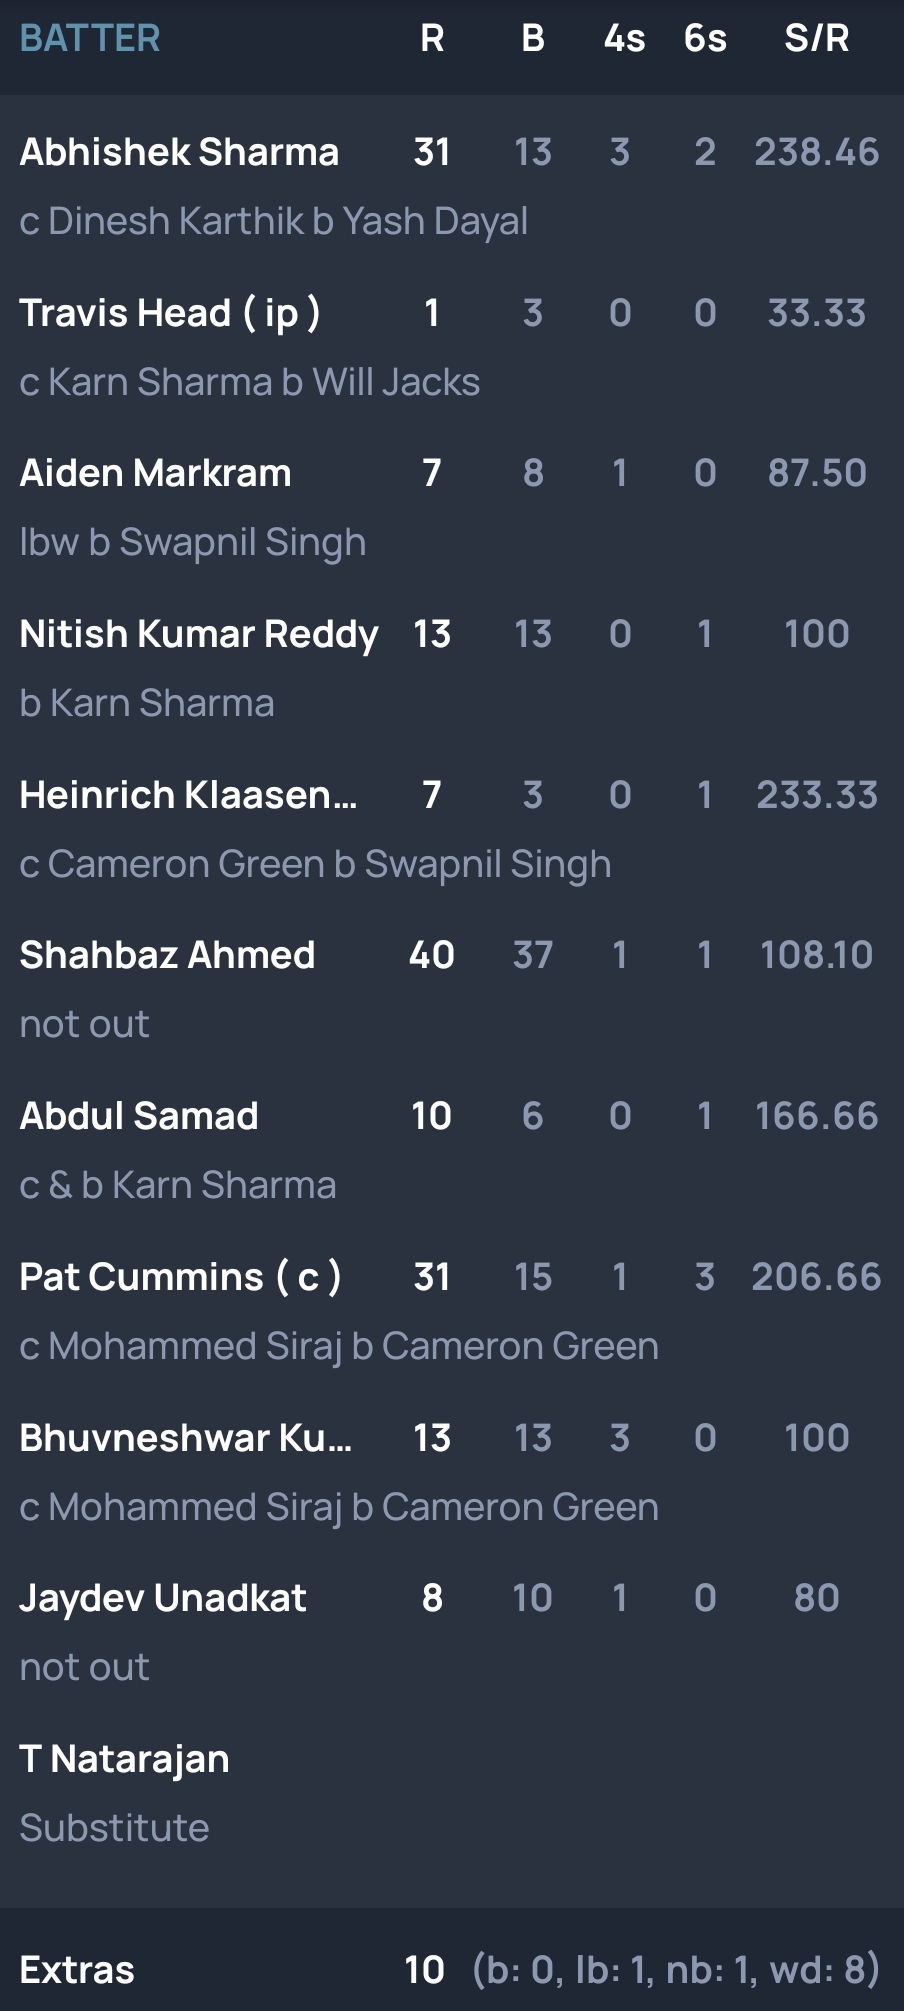 BATTER R B 4s 6s S/R
Abhishek Sharma 31 13 3 2 238.46
c Dinesh Karthik b Yash Dayal
Travis Head ( ip ) 1 3 0 0 33.33
c Karn Sharma b Will Jacks
Aiden Markram 7 8 1 0 87.50
lbw b Swapnil Singh
Nitish Kumar Reddy 13 13 0 1 100
b Karn Sharma
Heinrich Klaasen... 7 3 0 1 233.33
c Cameron Green b Swapnil Singh
Shahbaz Ahmed 40 37 1 1 108.10
not out
Abdul Samad 10 6 0 1 166.66
c & b Karn Sharma
Pat Cummins ( c ) 31 15 1 3 206.66
c Mohammed Siraj b Cameron Green
Bhuvneshwar Ku... 13 13 3 0 100
c Mohammed Siraj b Cameron Green
Jaydev Unadkat 8 10 1 0 80
not out
T Natarajan
Substitute
Extras 10 (b: 0, lb: 1, nb: 1, wd: 8)